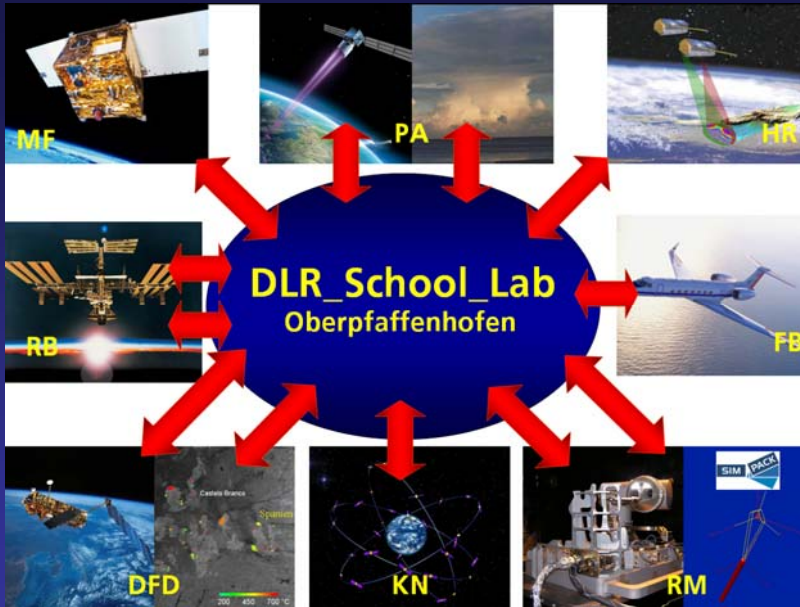 MF
PA
HR
DLR_School_Lab
Oberpfaffenhofen
RB
FB
Castelo Branco
Spanien
200 450 700 °C
DFD
KN
SIM PACK
RM